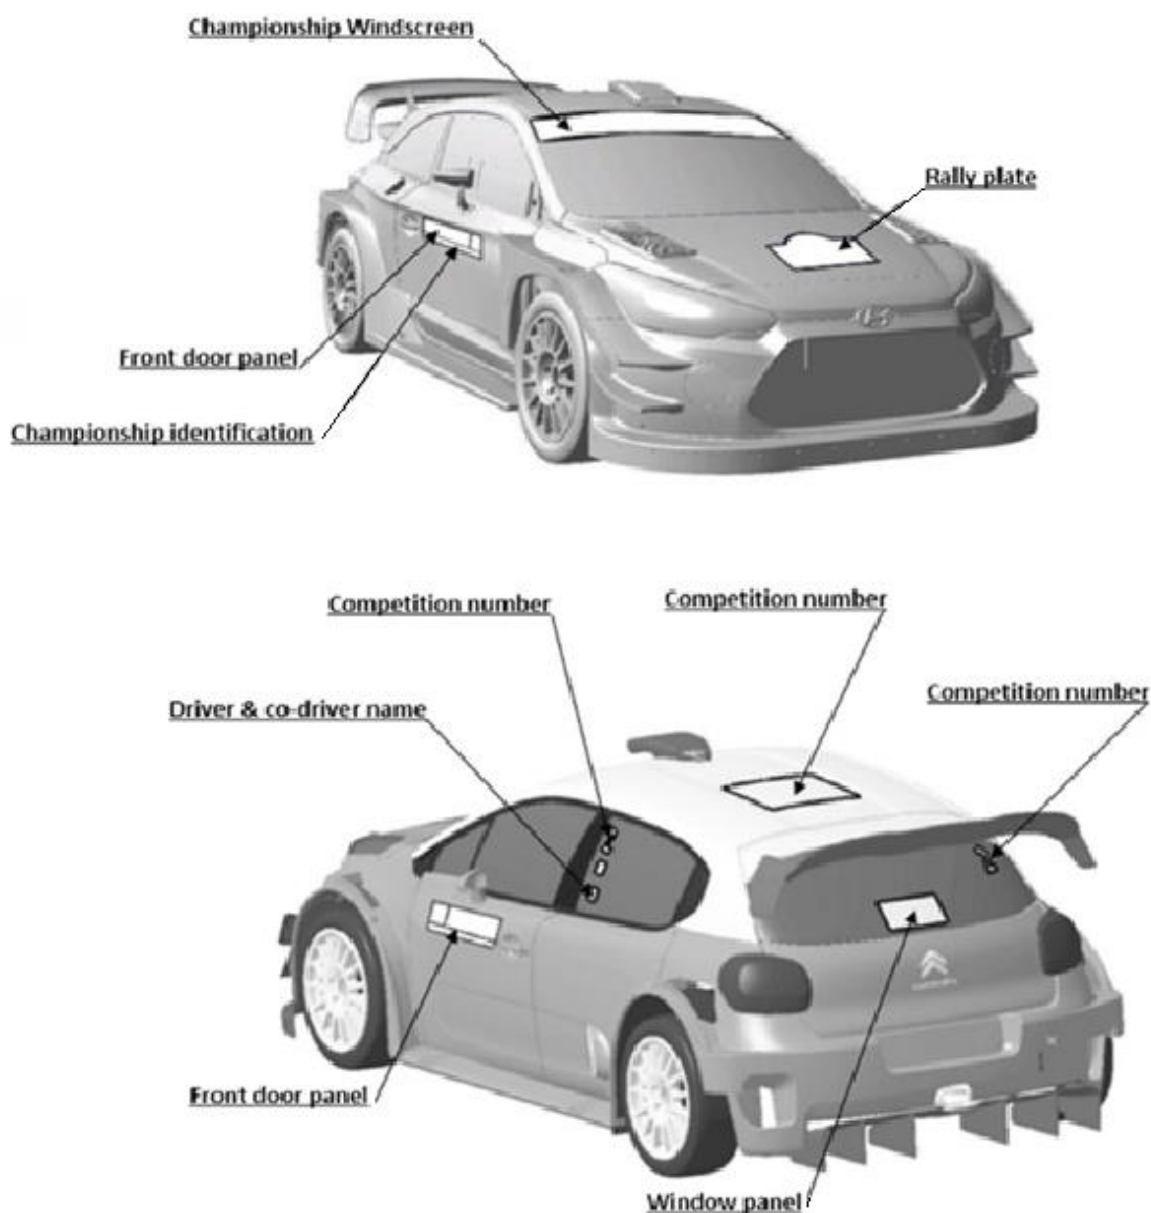 Championship Windscreen
Rally plate
Front door panel
Championship identification
Competition number
Competition number
Competition number
Driver & co-driver name
Front door panel
Window panel